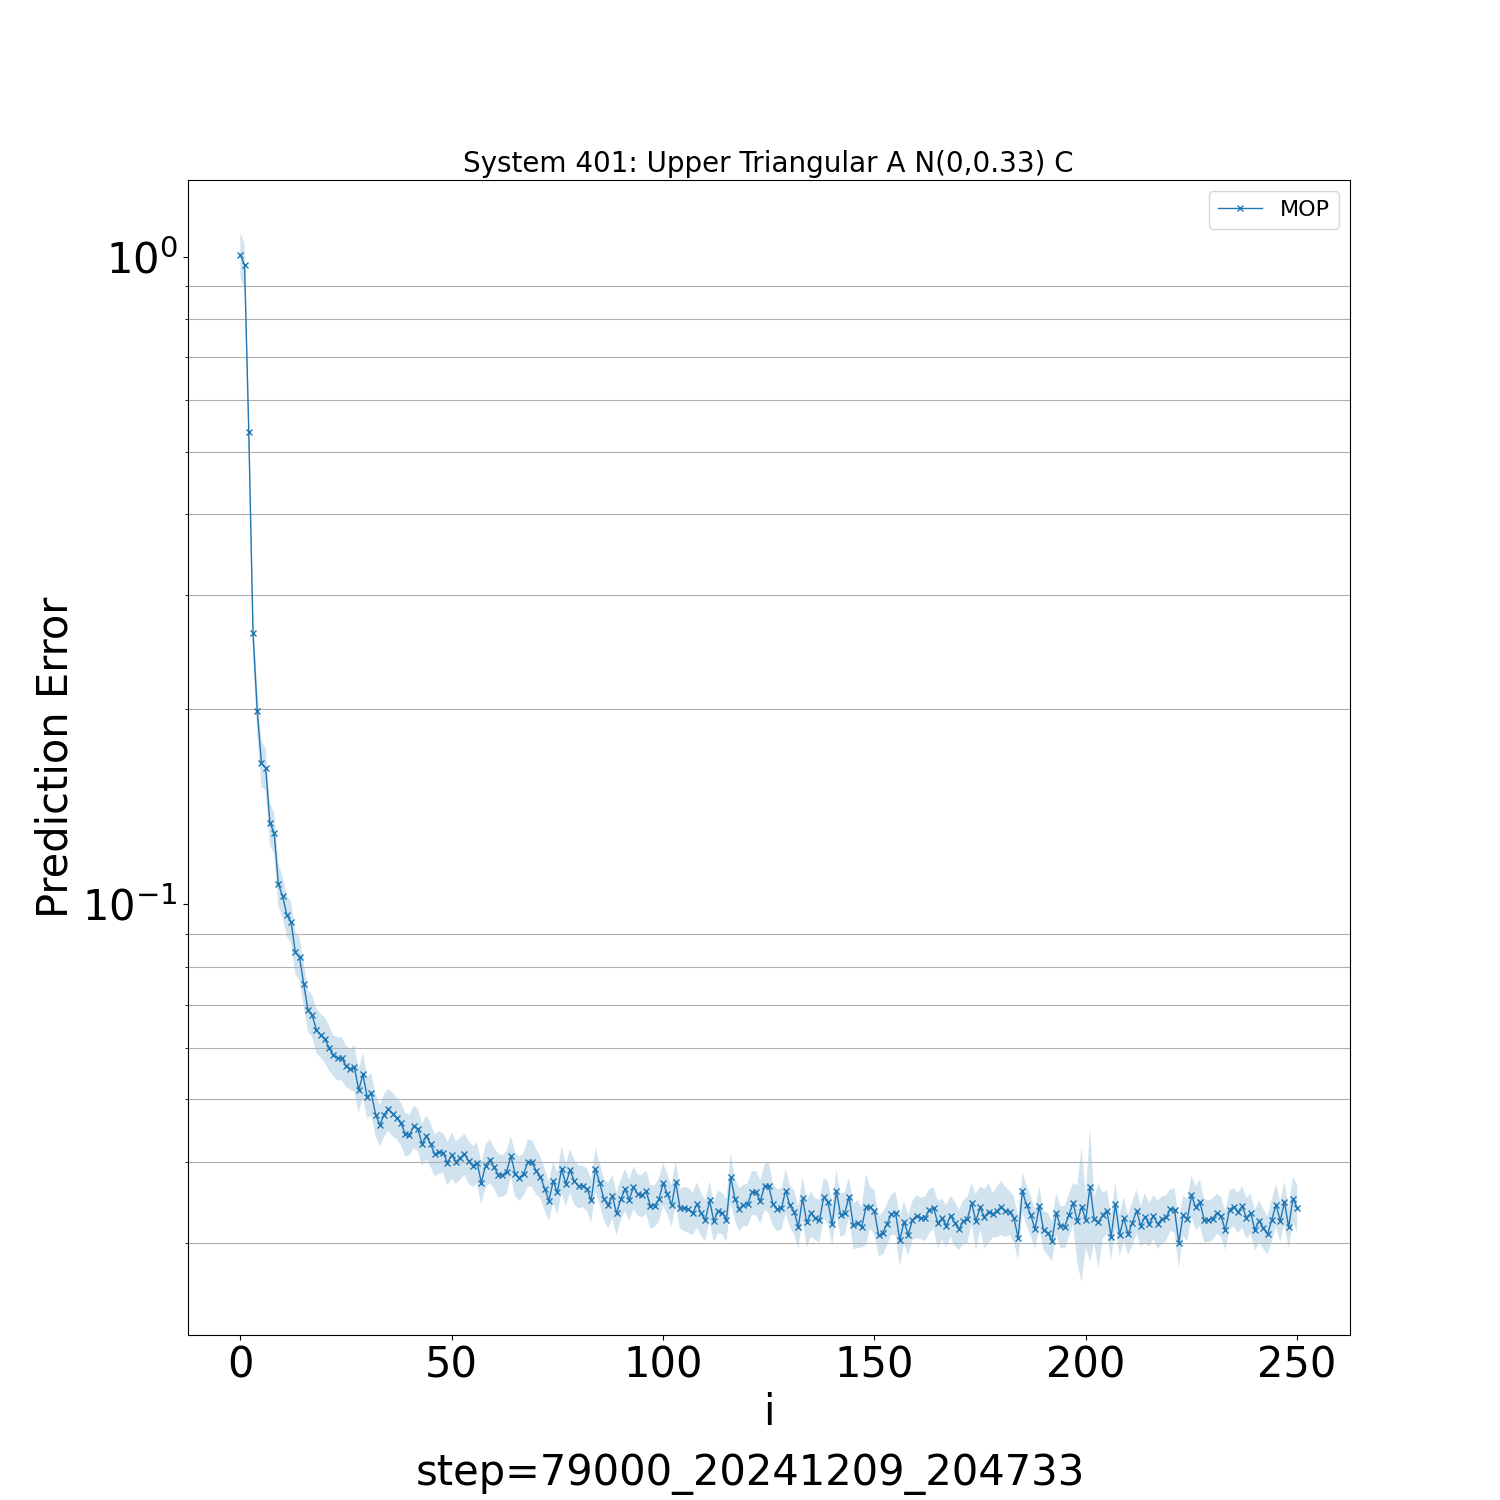 System 401: Upper Triangular A N(0,0.33) C
MOP
10⁰
10⁻¹
Prediction Error
0 50 100 150 200 250
i
step=79000_20241209_204733